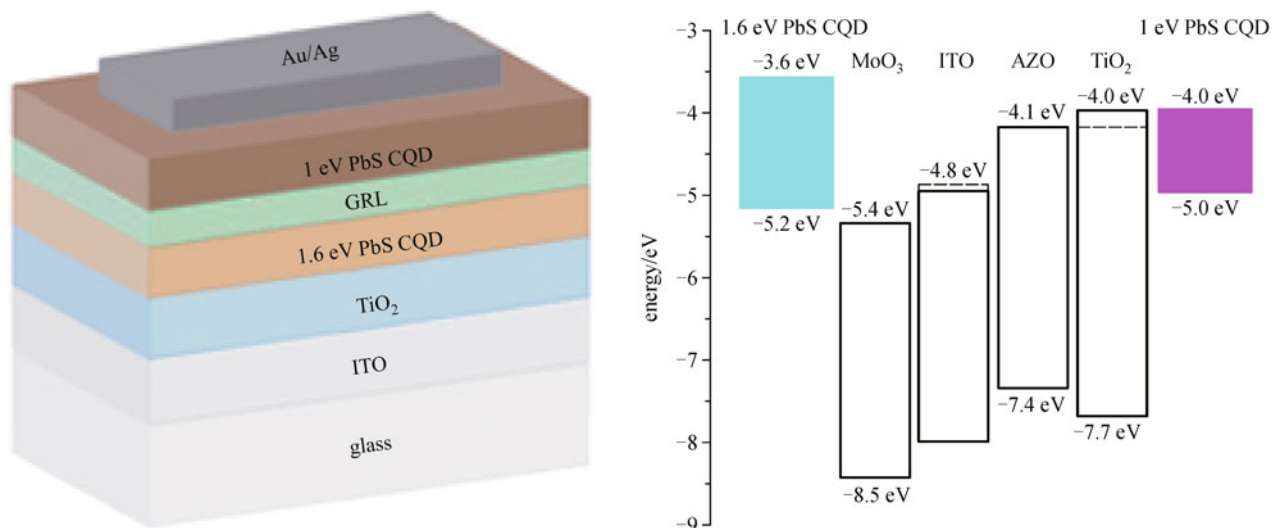 Au/Ag
1 eV PbS CQD
GRL
1.6 eV PbS CQD
TiO₂
ITO
glass
energy/eV
−3
−4
−5
−6
−7
−8
−9
1.6 eV PbS CQD
1 eV PbS CQD
−3.6 eV
MoO₃
ITO
AZO
TiO₂
−4.0 eV
−4.0 eV
−4.1 eV
−4.8 eV
−5.2 eV
−5.4 eV
−5.0 eV
−7.4 eV
−7.7 eV
−8.5 eV